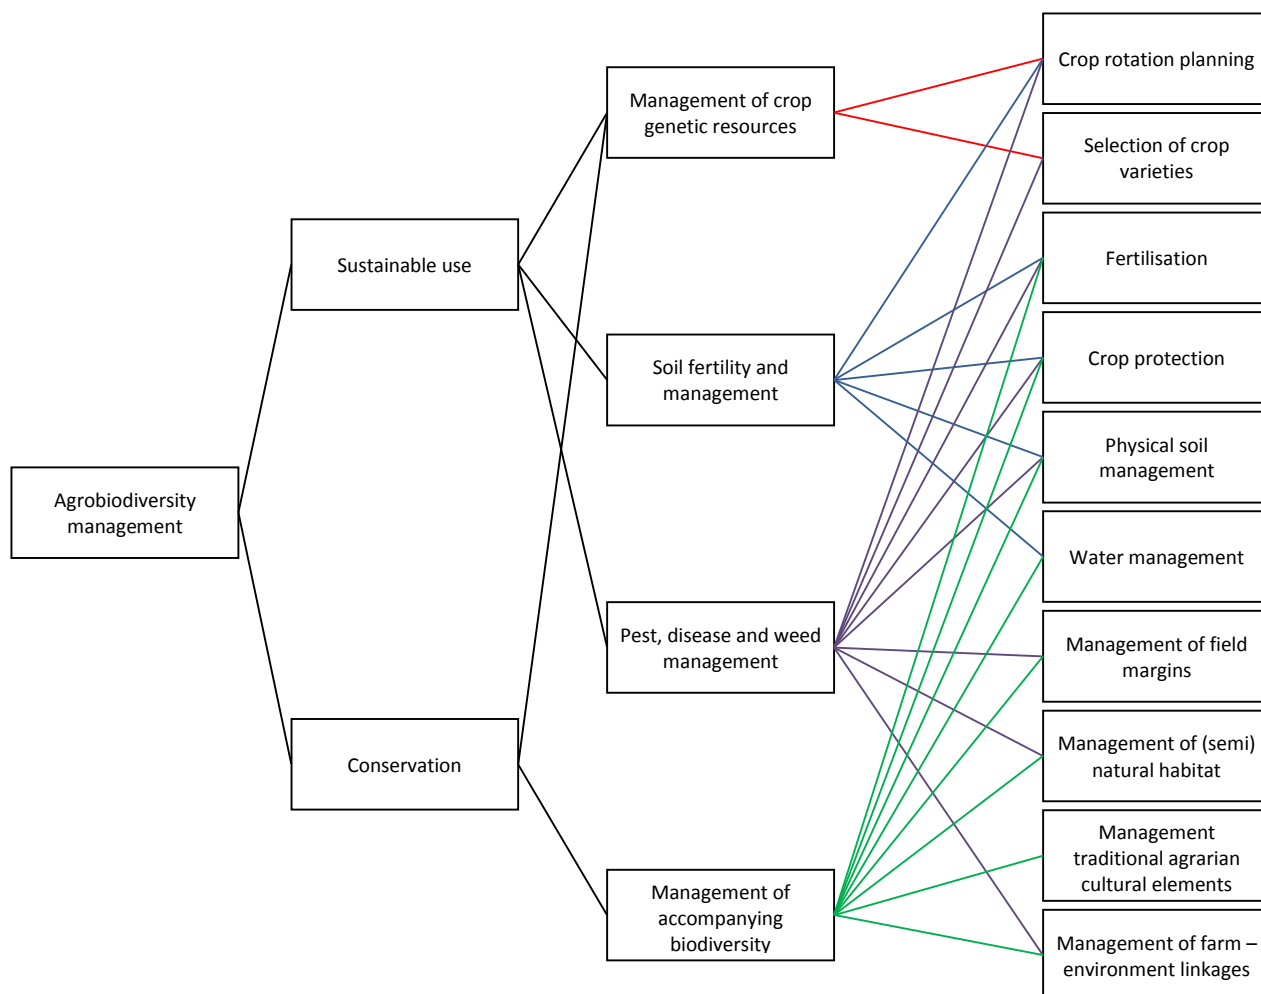 Agrobiodiversity
management
Sustainable use
Conservation
Management of crop
genetic resources
Soil fertility and
management
Pest, disease and weed
management
Management of
accompanying
biodiversity
Crop rotation planning
Selection of crop
varieties
Fertilisation
Crop protection
Physical soil
management
Water management
Management of field
margins
Management of (semi)
natural habitat
Management
traditional agrarian
cultural elements
Management of farm –
environment linkages